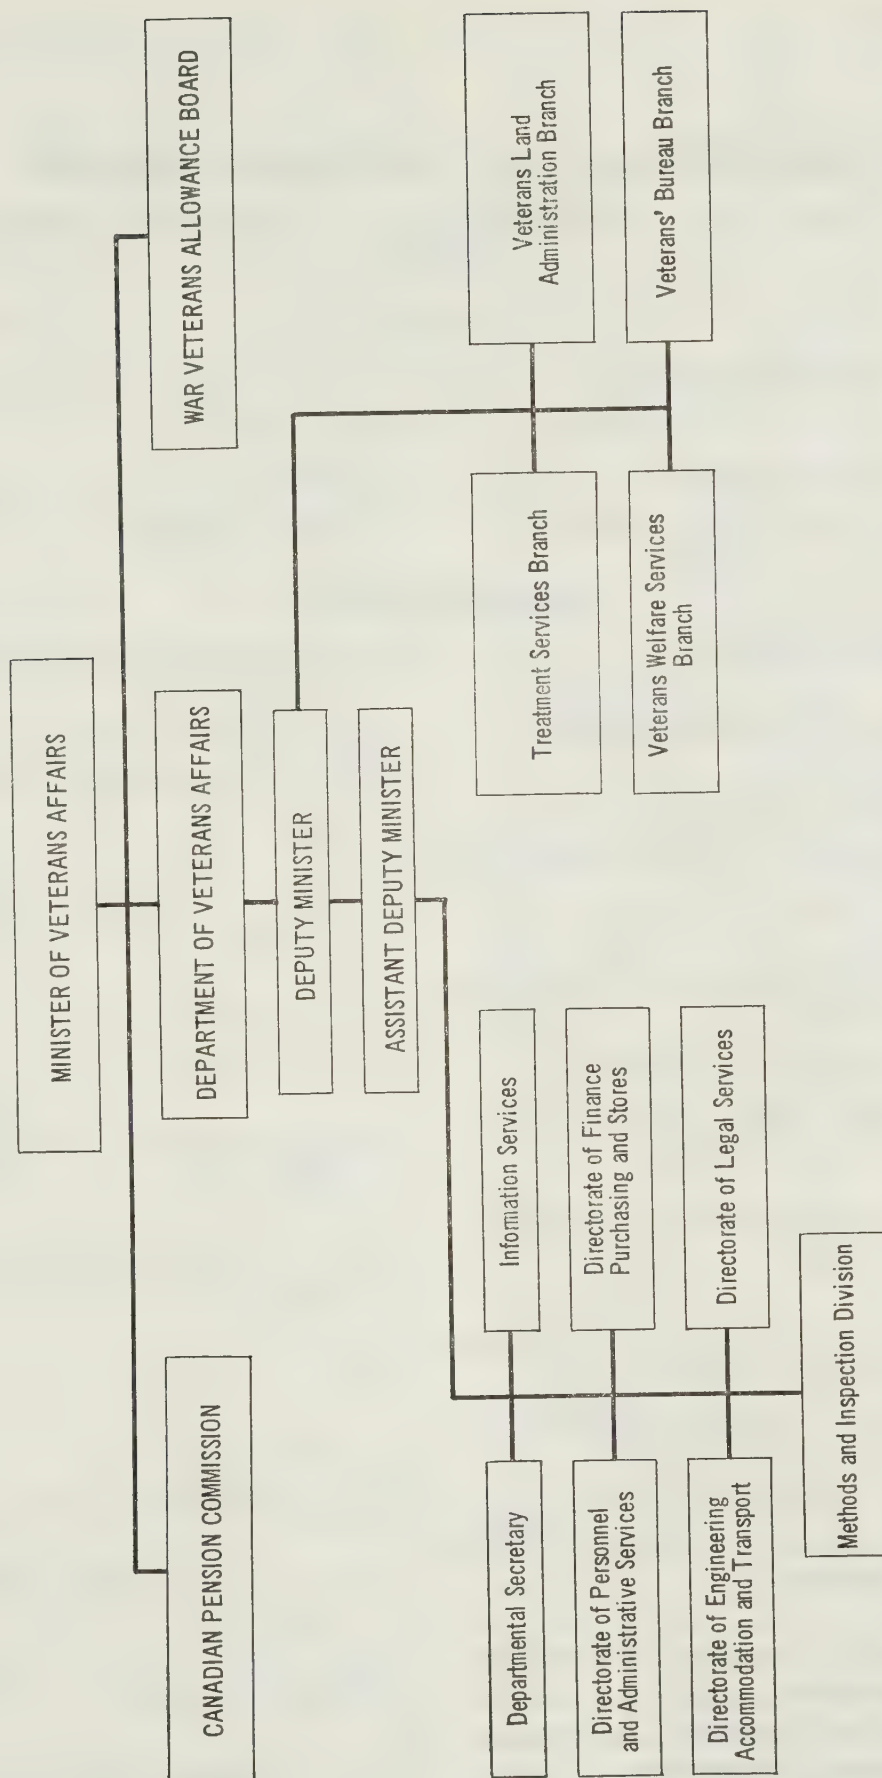 MINISTER OF VETERANS AFFAIRS
CANADIAN PENSION COMMISSION
DEPARTMENT OF VETERANS AFFAIRS
WAR VETERANS ALLOWANCE BOARD
DEPUTY MINISTER
ASSISTANT DEPUTY MINISTER
Departmental Secretary
Information Services
Directorate of Personnel
and Administrative Services
Directorate of Finance
Purchasing and Stores
Directorate of Engineering
Accommodation and Transport
Directorate of Legal Services
Methods and Inspection Division
Treatment Services Branch
Veterans Land
Administration Branch
Veterans Welfare Services
Branch
Veterans' Bureau Branch